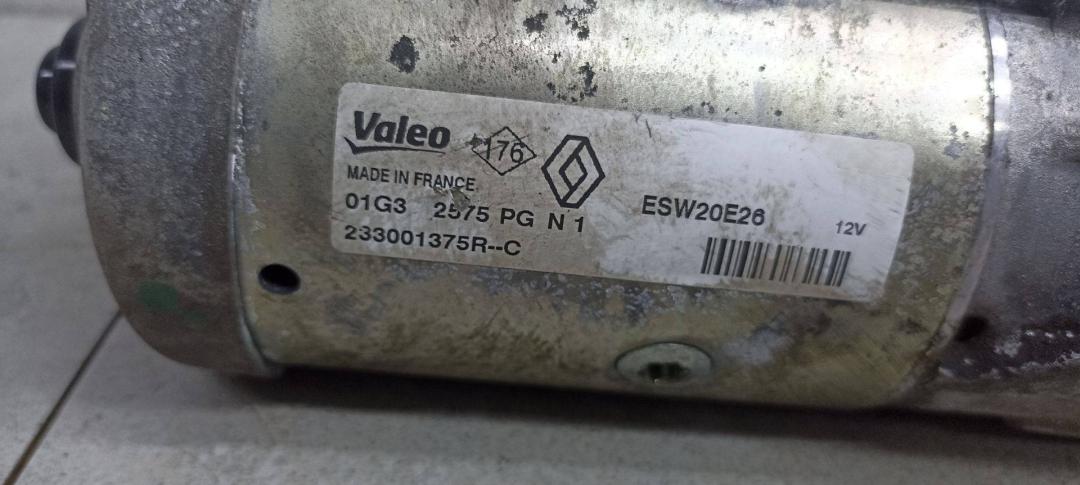 Valeo 176
MADE IN FRANCE
01G3 2575 PG N 1
233001375R--C
ESW20E26
12V